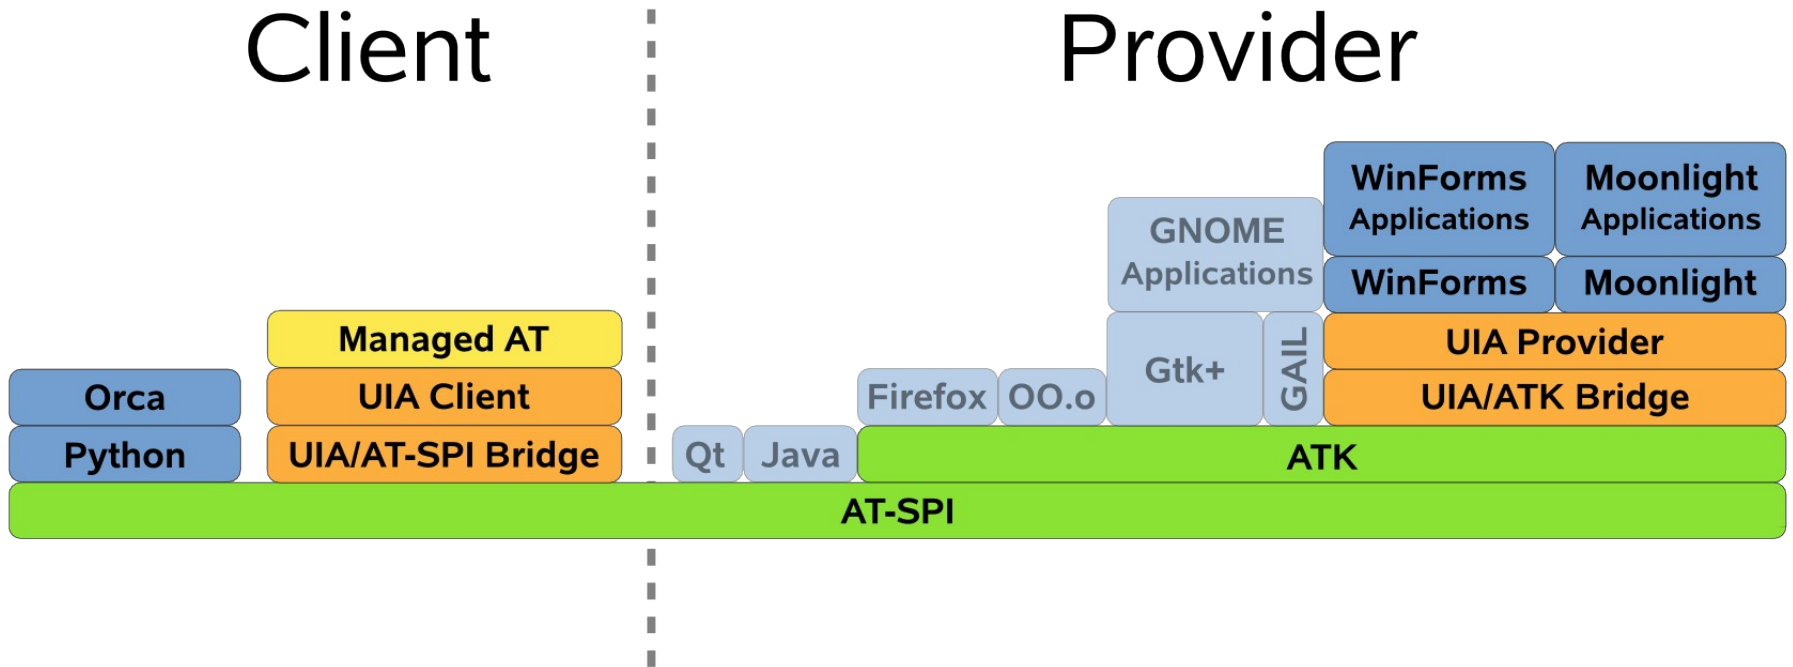 Client
Provider
WinForms
Applications
Moonlight
Applications
GNOME
Applications
WinForms
Moonlight
Managed AT
Gtk+
GAIL
UIA Provider
Orca
UIA Client
Firefox
OO.o
UIA/ATK Bridge
Python
UIA/AT-SPI Bridge
Qt
Java
ATK
AT-SPI